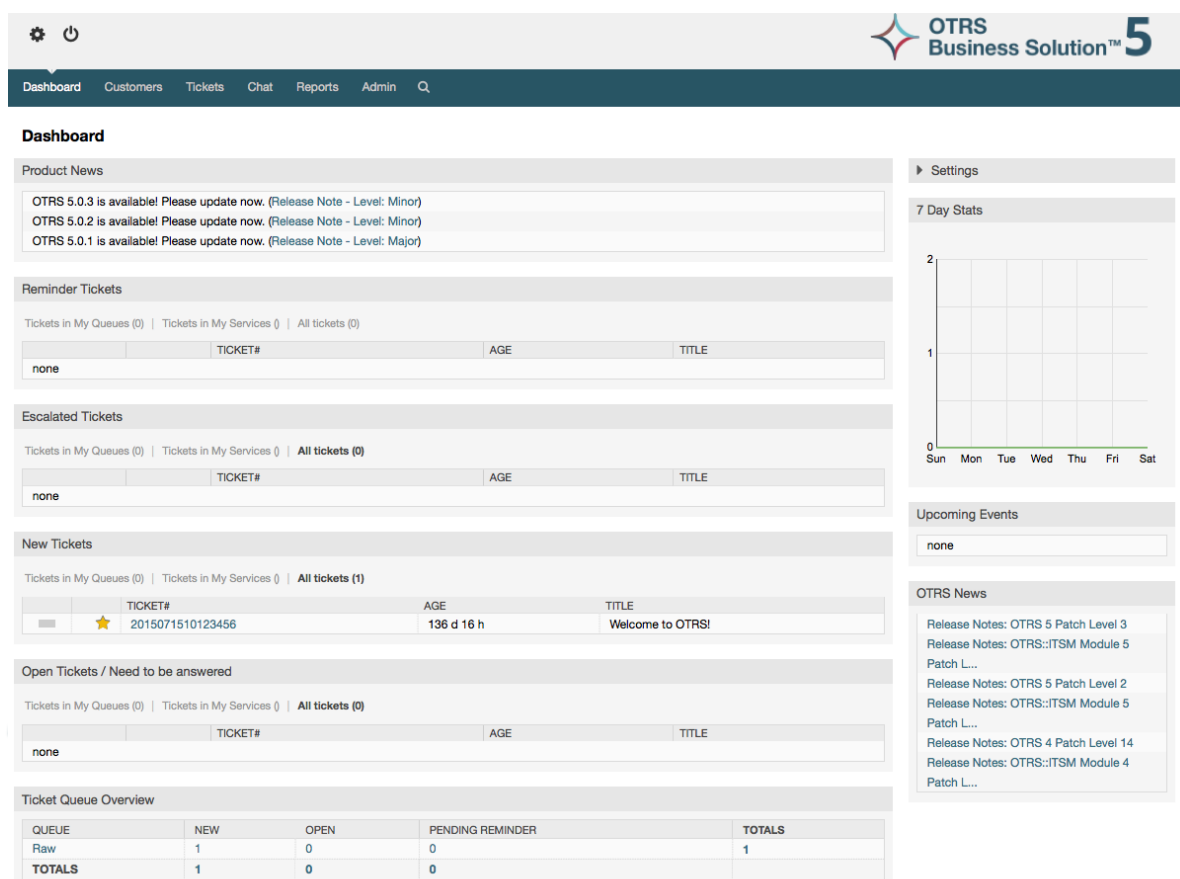 OTRS
Business Solution™ 5
Dashboard Customers Tickets Chat Reports Admin
Dashboard
Product News
OTRS 5.0.3 is available! Please update now. (Release Note - Level: Minor)
OTRS 5.0.2 is available! Please update now. (Release Note - Level: Minor)
OTRS 5.0.1 is available! Please update now. (Release Note - Level: Major)
Reminder Tickets
Tickets in My Queues (0) | Tickets in My Services () | All tickets (0)
TICKET# AGE TITLE
none
Escalated Tickets
Tickets in My Queues (0) | Tickets in My Services () | All tickets (0)
TICKET# AGE TITLE
none
New Tickets
Tickets in My Queues (0) | Tickets in My Services () | All tickets (1)
TICKET# AGE TITLE
2015071510123456 136 d 16 h Welcome to OTRS!
Open Tickets / Need to be answered
Tickets in My Queues (0) | Tickets in My Services () | All tickets (0)
TICKET# AGE TITLE
none
Ticket Queue Overview
QUEUE NEW OPEN PENDING REMINDER TOTALS
Raw 1 0 0 1
TOTALS 1 0 0
Settings
7 Day Stats
2
1
0
Sun Mon Tue Wed Thu Fri Sat
Upcoming Events
none
OTRS News
Release Notes: OTRS 5 Patch Level 3
Release Notes: OTRS::ITSM Module 5
Patch L...
Release Notes: OTRS 5 Patch Level 2
Release Notes: OTRS::ITSM Module 5
Patch L...
Release Notes: OTRS 4 Patch Level 14
Release Notes: OTRS::ITSM Module 4
Patch L...